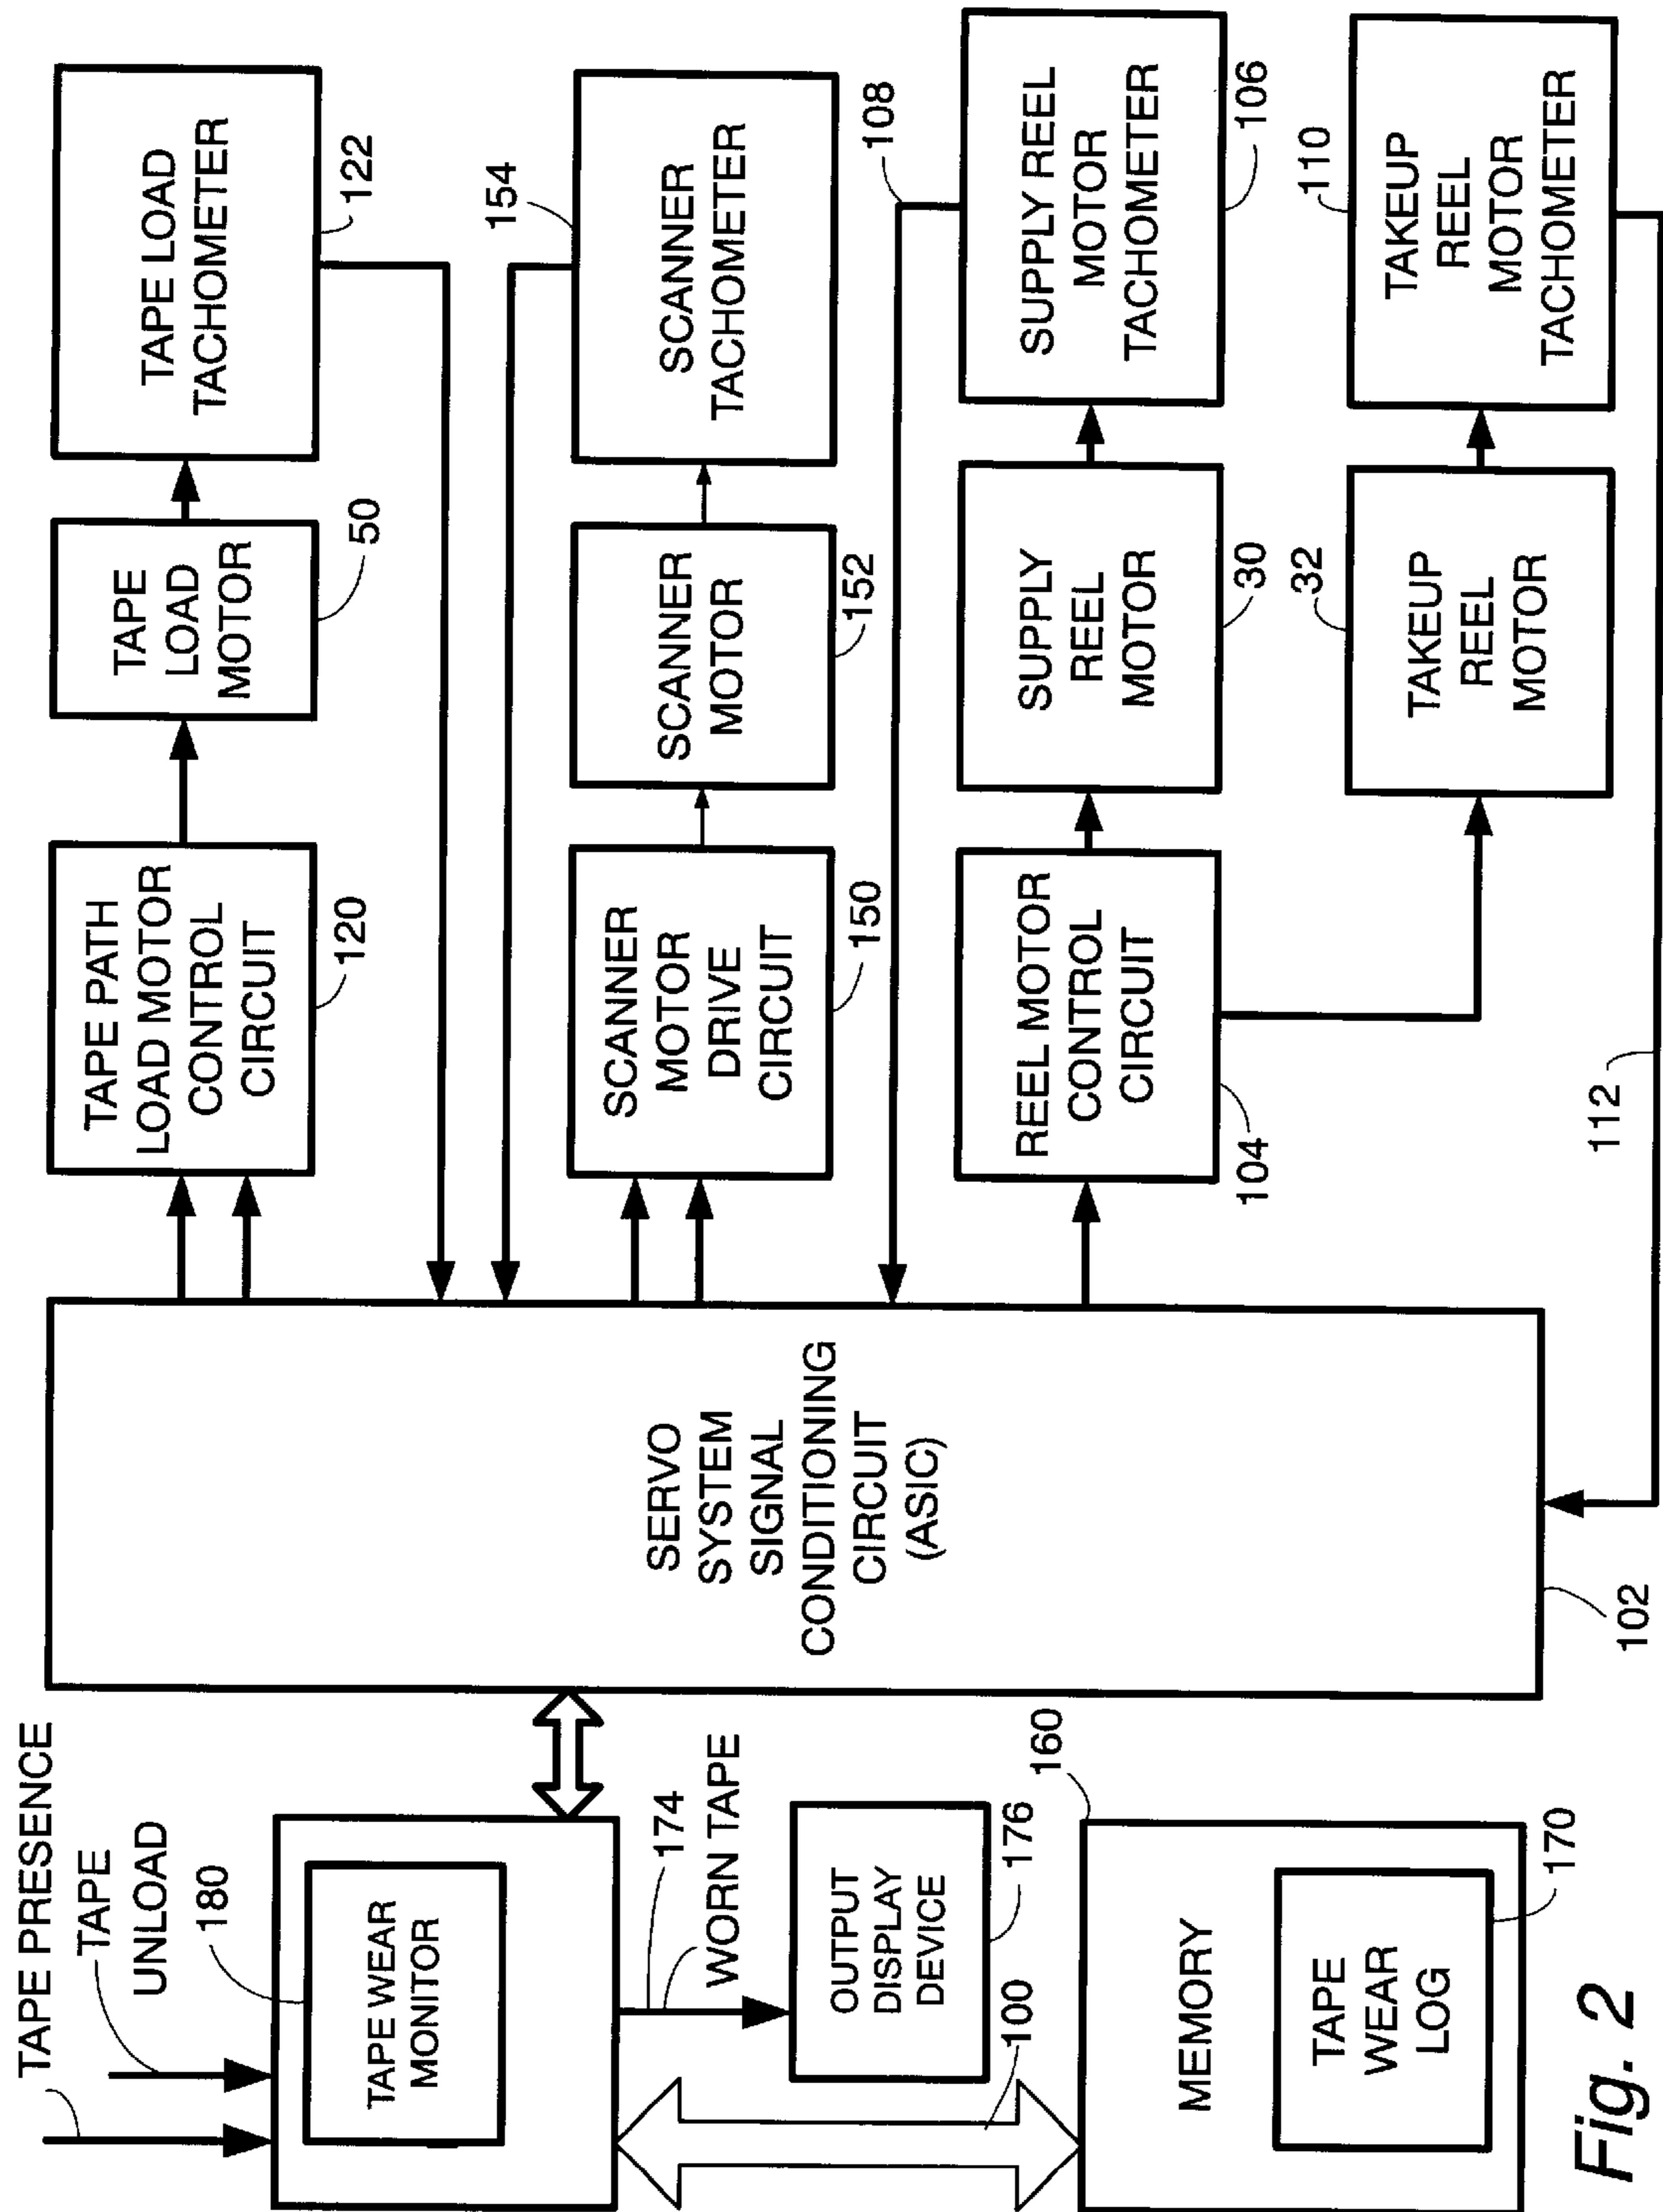 TAPE PRESENCE
TAPE
UNLOAD
180
TAPE WEAR
MONITOR
174
WORN TAPE
OUTPUT
DISPLAY
DEVICE
176
100
160
MEMORY
TAPE
WEAR
LOG
170
SERVO
SYSTEM
SIGNAL
CONDITIONING
CIRCUIT
(ASIC)
102
TAPE PATH
LOAD MOTOR
CONTROL
CIRCUIT
120
TAPE
LOAD
MOTOR
50
TAPE LOAD
TACHOMETER
122
SCANNER
MOTOR
DRIVE
CIRCUIT
150
SCANNER
MOTOR
152
154
SCANNER
TACHOMETER
108
REEL MOTOR
CONTROL
CIRCUIT
104
SUPPLY
REEL
MOTOR
30
SUPPLY REEL
MOTOR
TACHOMETER
106
32
TAKEUP
REEL
MOTOR
110
TAKEUP
REEL
MOTOR
TACHOMETER
112
Fig. 2